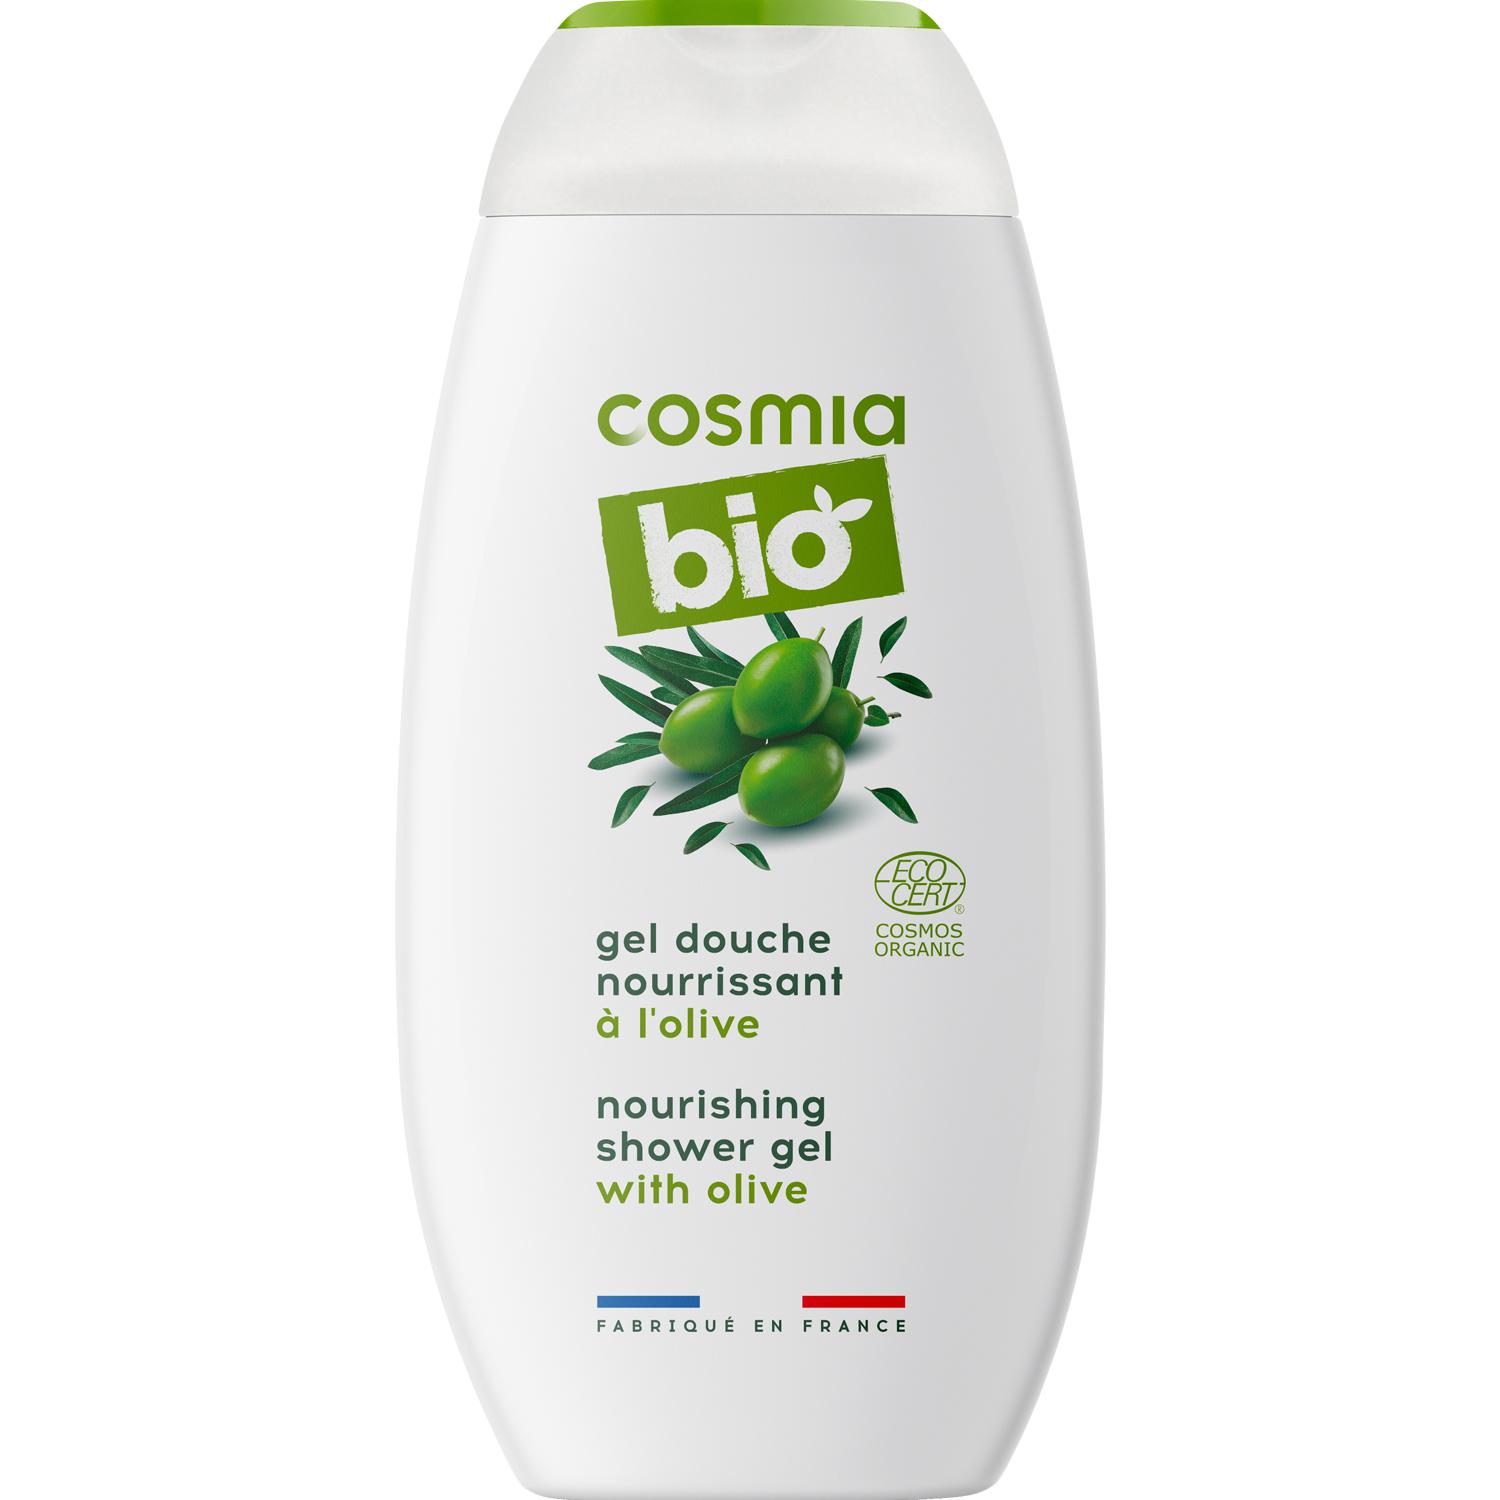 cosmia
bio
ECO
CERT
®
COSMOS
ORGANIC
gel douche
nourrissant
à l'olive
nourishing
shower gel
with olive
FABRIQUÉ EN FRANCE